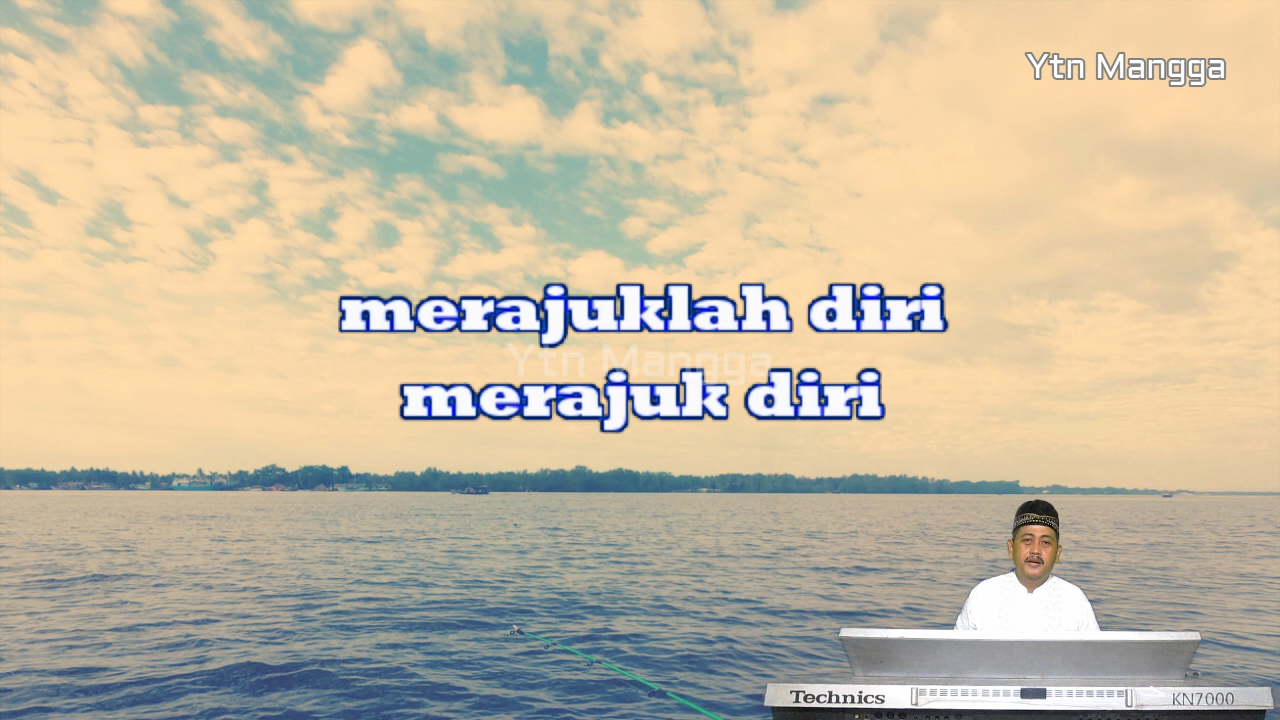 Ytn Mangga
merajuklah diri
Ytn Mangga
merajuk diri
Technics
KN7000